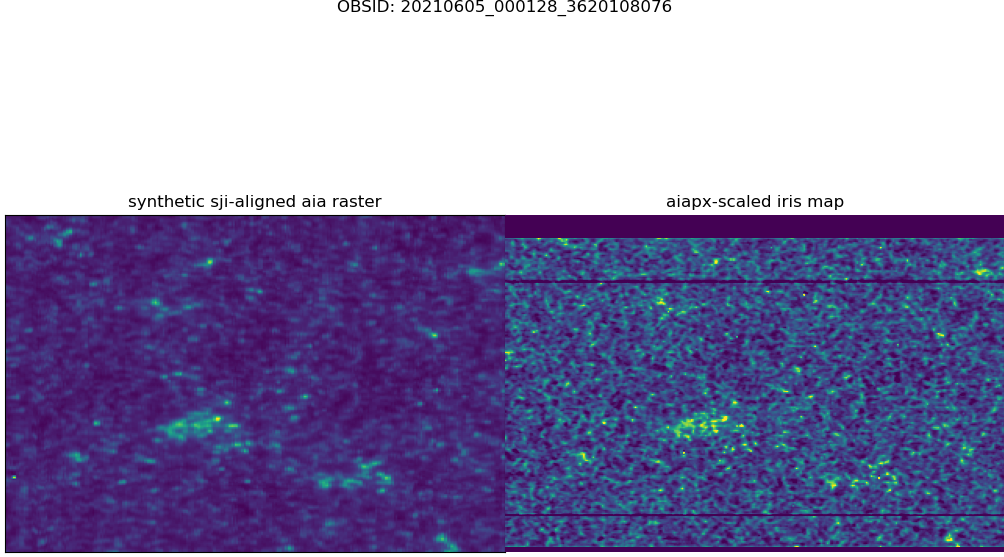 OBSID: 20210605_000128_3620108076
synthetic sji-aligned aia raster
aiapx-scaled iris map